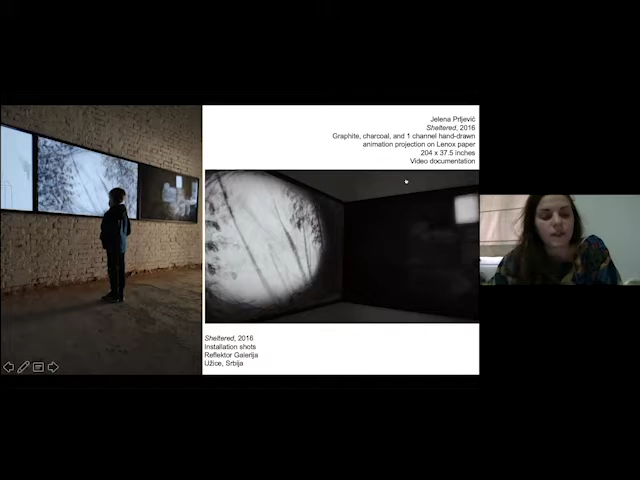 Jelena Prljević
Sheltered, 2016
Graphite, charcoal, and 1 channel hand-drawn
animation projection on Lenox paper
204 x 37.5 inches
Video documentation
Sheltered, 2016
Installation shots
Reflektor Galerija
Užice, Srbija